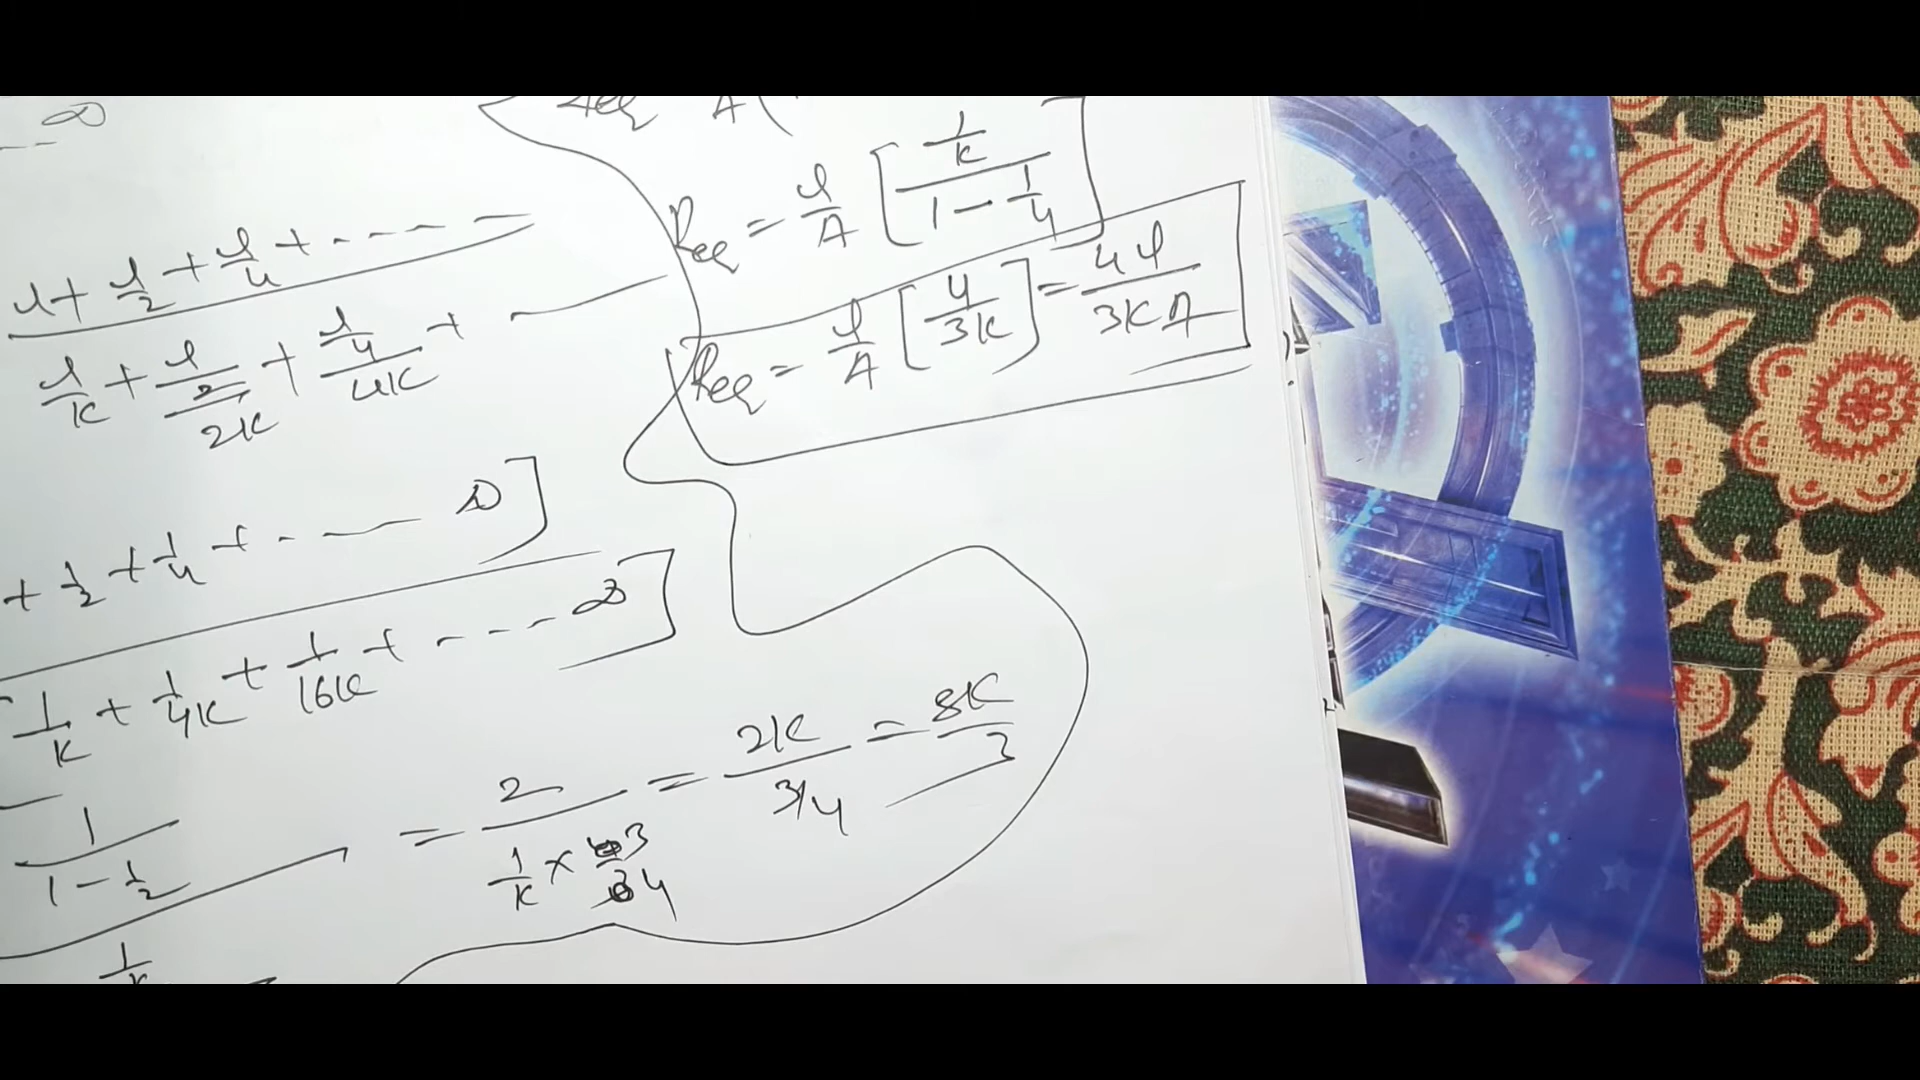 ∞
Req A (
Req = l/A [ (1/K) / (1 - 1/4) ]
Req = l/A [ 4/3K ] = 4l/3KA
l + l/2 + l/4 + - - - -
l/K + (l/2)/2K + (l/4)/4K + ——
+ 1/2 + 1/4 + - - — ∞ ]
1/K + 1/4K + 1/16K + - - - - ∞ ]
1 / (1 - 1/2) = 2 / (1/K × 3/4) = 2K / (3/4) = 8K/3
1/K